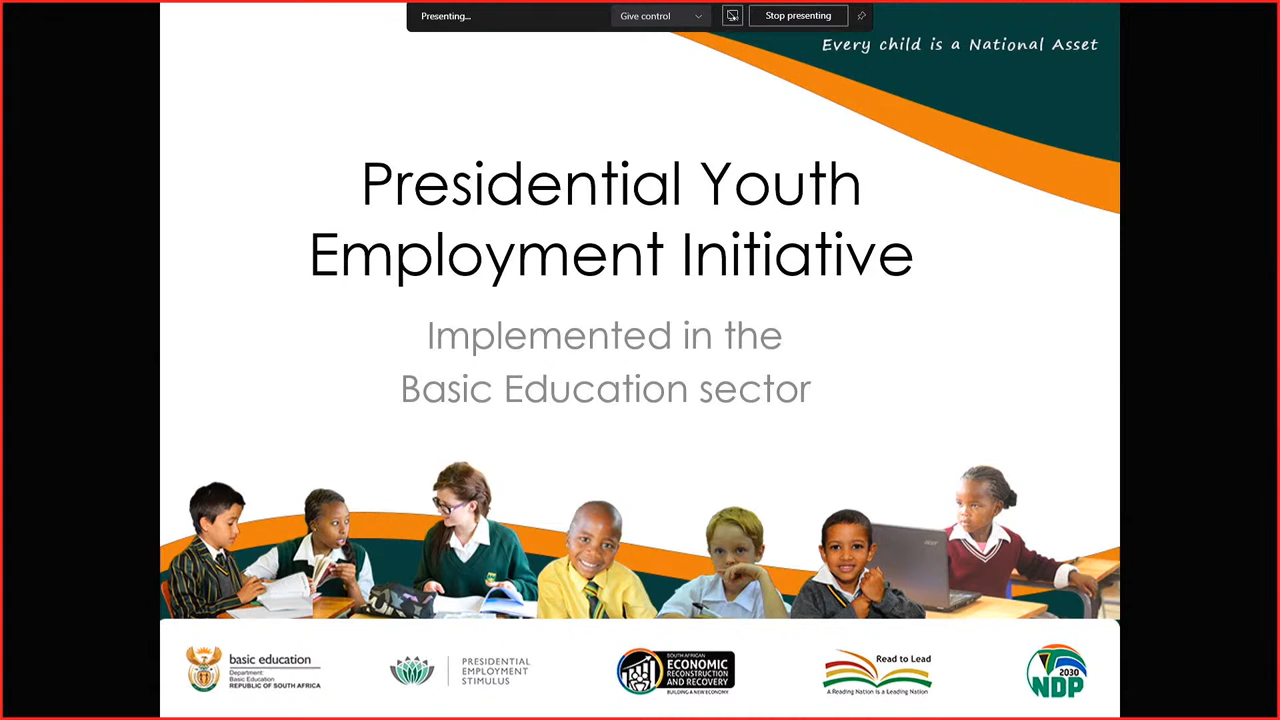 Presenting...
Give control
Stop presenting
Every child is a National Asset
Presidential Youth
Employment Initiative
Implemented in the
Basic Education sector
acer
basic education
Department:
Basic Education
REPUBLIC OF SOUTH AFRICA
PRESIDENTIAL
EMPLOYMENT
STIMULUS
SOUTH AFRICAN
ECONOMIC
RECONSTRUCTION
AND RECOVERY
BUILDING A NEW ECONOMY
Read to Lead
A Reading Nation is a Leading Nation
2030
NDP